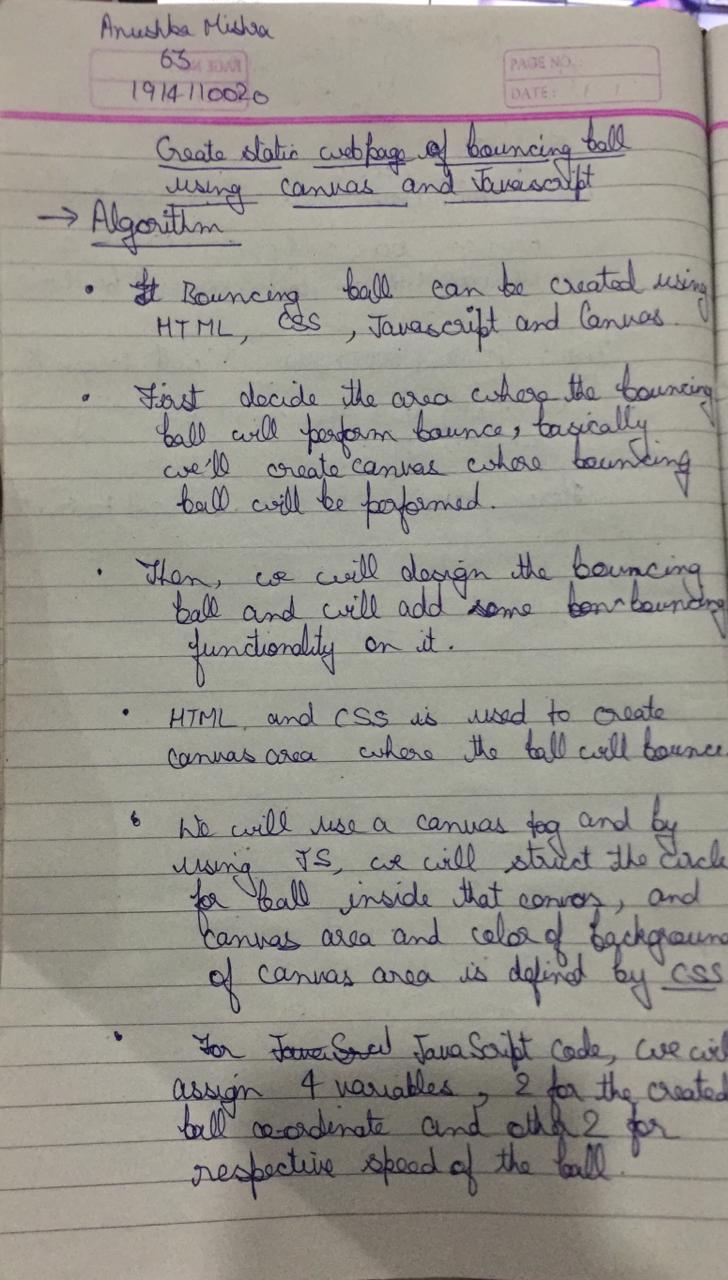 Anushka Mishra
63
1914110020
PAGE NO.:
DATE: / /
Create static webpage of bouncing ball
using canvas and Javascript
→ Algorithm
• Bouncing ball can be created using
HTML, CSS, Javascript and Canvas.
• First decide the area where the bouncing
ball will perform bounce, basically
we'll create canvas where bouncing
ball will be performed.
• Then, we will design the bouncing
ball and will add some bouncing
functionality on it.
• HTML and CSS is used to create
canvas area where the ball will bounce
• We will use a canvas tag and by
using JS, we will struct the circle
for ball inside that canvas, and
canvas area and color of background
of canvas area is defined by CSS
• For JavaScript code, we wil
assign 4 variables, 2 for the created
ball co-ordinate and other 2 for
respective speed of the ball.